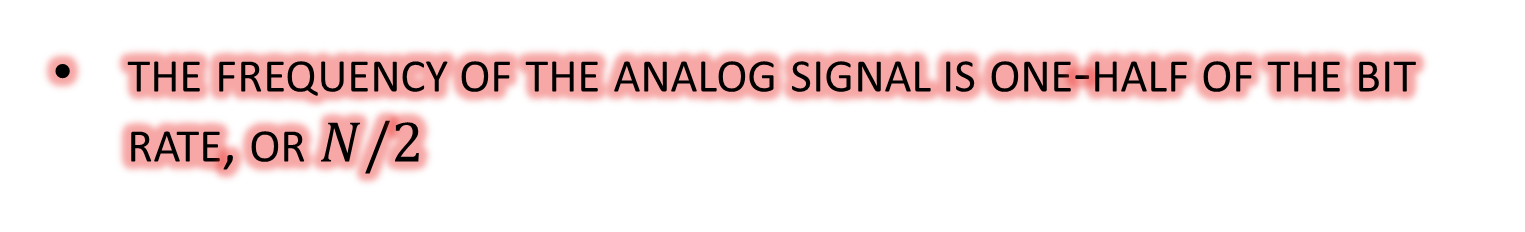 • THE FREQUENCY OF THE ANALOG SIGNAL IS ONE-HALF OF THE BIT
RATE, OR N/2